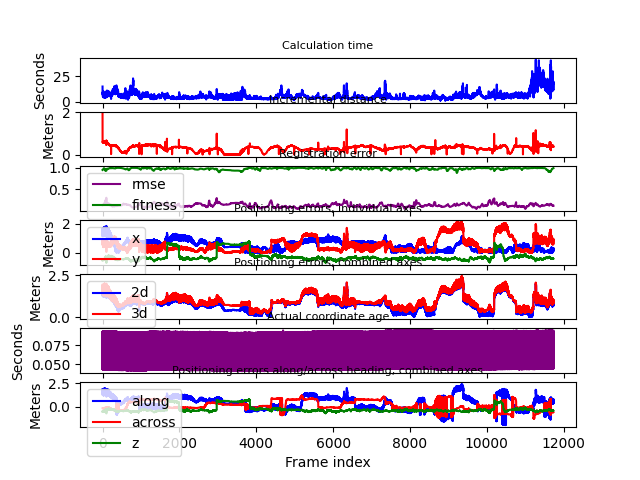 Calculation time
Seconds
25
0
Incremental distance
Meters
2
0
Registration error
1.0
0.5
rmse
fitness
Positioning errors, individual axes
Meters
2
0
x
y
Positioning errors, combined axes
Meters
2.5
0.0
2d
3d
Actual coordinate age
Seconds
0.075
0.050
Positioning errors along/across heading, combined axes
Meters
2.5
0.0
along
across
z
0
2000
4000
6000
8000
10000
12000
Frame index